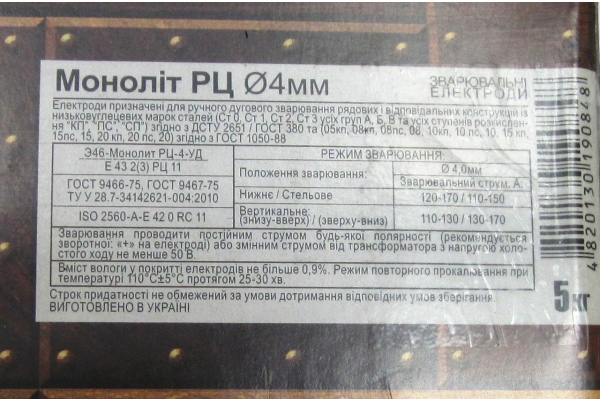 Моноліт РЦ Ø4мм
ЗВАРЮВАЛЬНІ
ЕЛЕКТРОДИ
Електроди призначені для ручного дугового зварювання рядових і відповідальних конструкцій із
низьковуглецевих марок сталей (Ст 0, Ст 1, Ст 2, Ст 3 усіх груп А, Б, В та усіх ступенів розкислен-
ня "КП", "ПС", "СП") згідно з ДСТУ 2651 / ГОСТ 380 та (05кп, 08кп, 08пс, 08, 10кп, 10 пс, 10, 15 кп,
15пс, 15, 20 кп, 20 пс, 20) згідно з ГОСТ 1050-88
Э46-Монолит РЦ-4-УД
Е 43 2(3) РЦ 11
ГОСТ 9466-75, ГОСТ 9467-75
ТУ У 28.7-34142621-004:2010
ISO 2560-A-E 42 0 RC 11
РЕЖИМ ЗВАРЮВАННЯ:
Положення зварювання:
Ø 4,0мм
Зварювальний струм. А.
Нижнє / Стельове
120-170 / 110-150
Вертикальне:
(знизу-вверх) / (зверху-вниз)
110-130 / 130-170
Зварювання проводити постійним струмом будь-якої полярності (рекомендується
зворотної: «+» на електроді) або змінним струмом від трансформатора з напругою холо-
стого ходу не менше 50 В.
Вміст вологи у покритті електродів не більше 0,9%. Режим повторного прокалювання при
температурі 110°С±5°С протягом 25-30 хв.
Строк придатності не обмежений за умови дотримання відповідних умов зберігання.
ВИГОТОВЛЕНО В УКРАЇНІ
5 кг
4820130190848